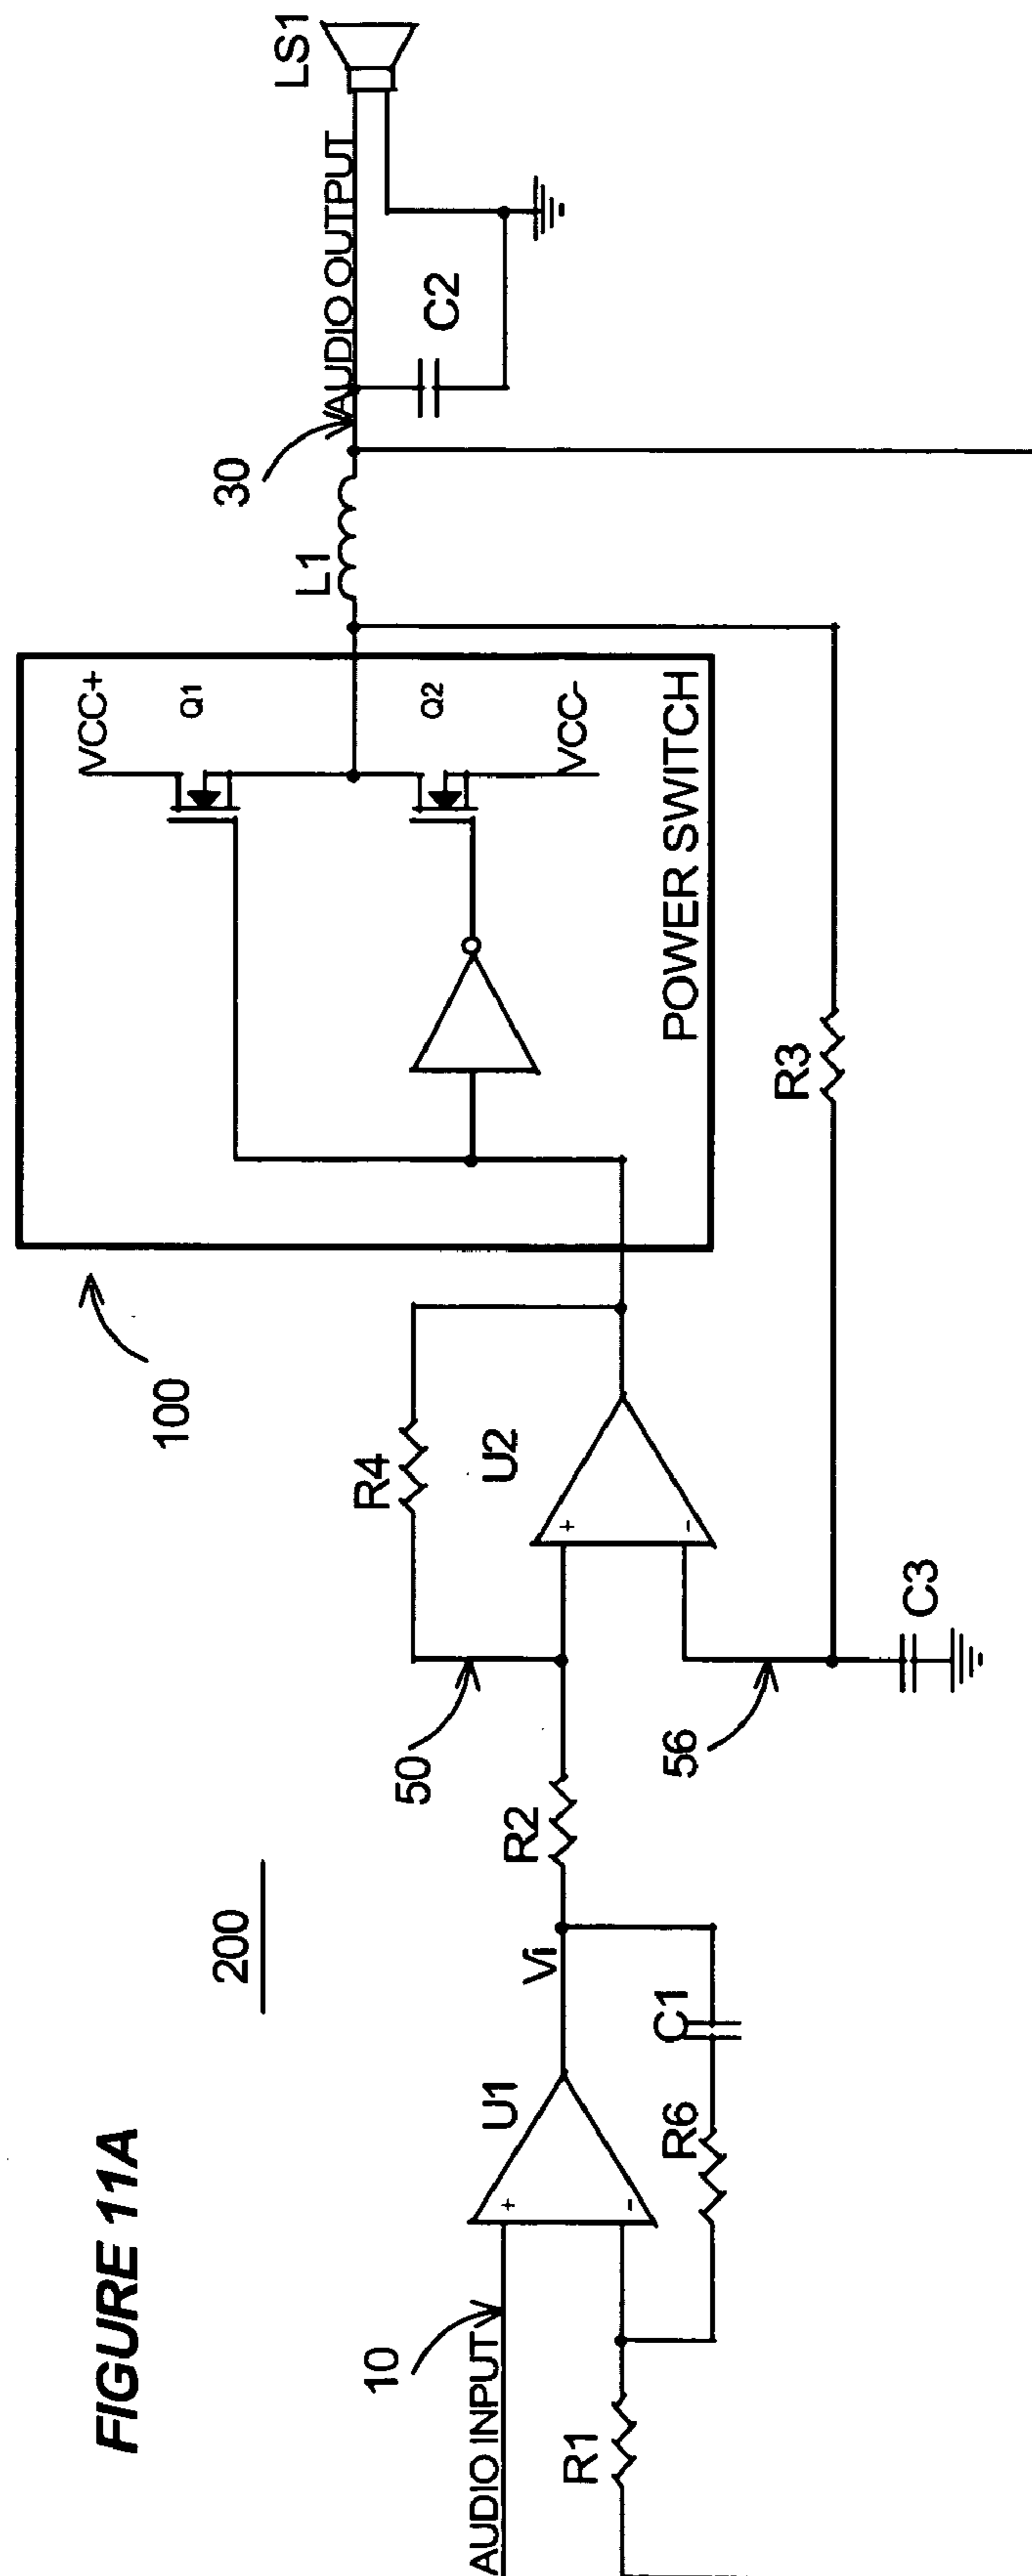 FIGURE 11A
200
100
30
LS1
AUDIO OUTPUT
C2
L1
VCC+
Q1
Q2
VCC-
POWER SWITCH
R3
R4
U2
+
-
50
56
C3
R2
Vi
U1
+
-
C1
R6
10
AUDIO INPUT
R1